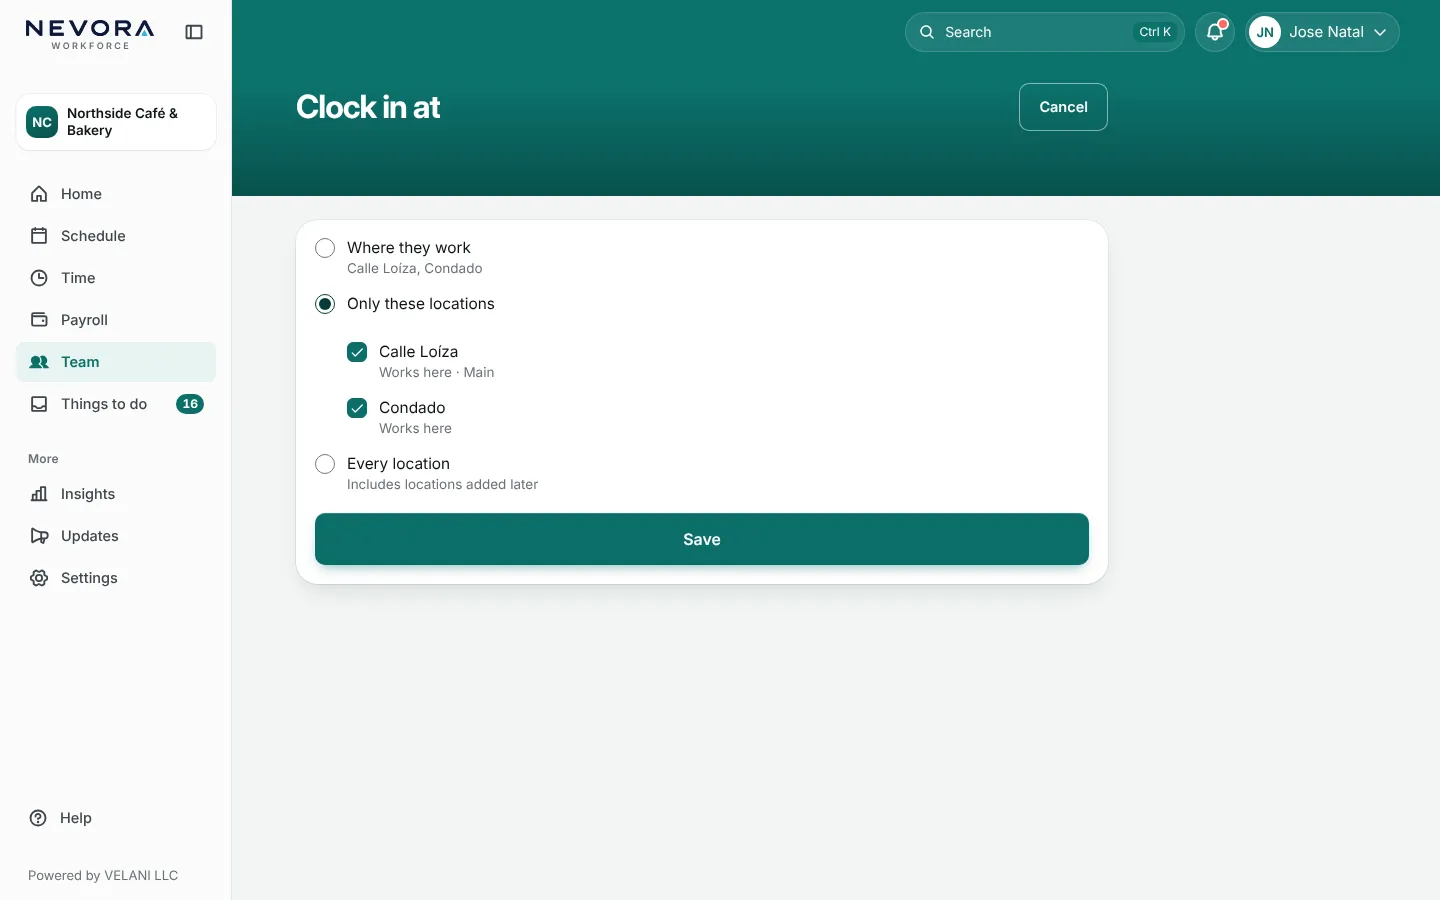 NEVORA
WORKFORCE
Search
Ctrl K
JN
Jose Natal
NC
Northside Café &
Bakery
Clock in at
Cancel
Home
Schedule
Time
Payroll
Team
Things to do
16
More
Insights
Updates
Settings
Help
Powered by VELANI LLC
Where they work
Calle Loíza, Condado
Only these locations
Calle Loíza
Works here · Main
Condado
Works here
Every location
Includes locations added later
Save